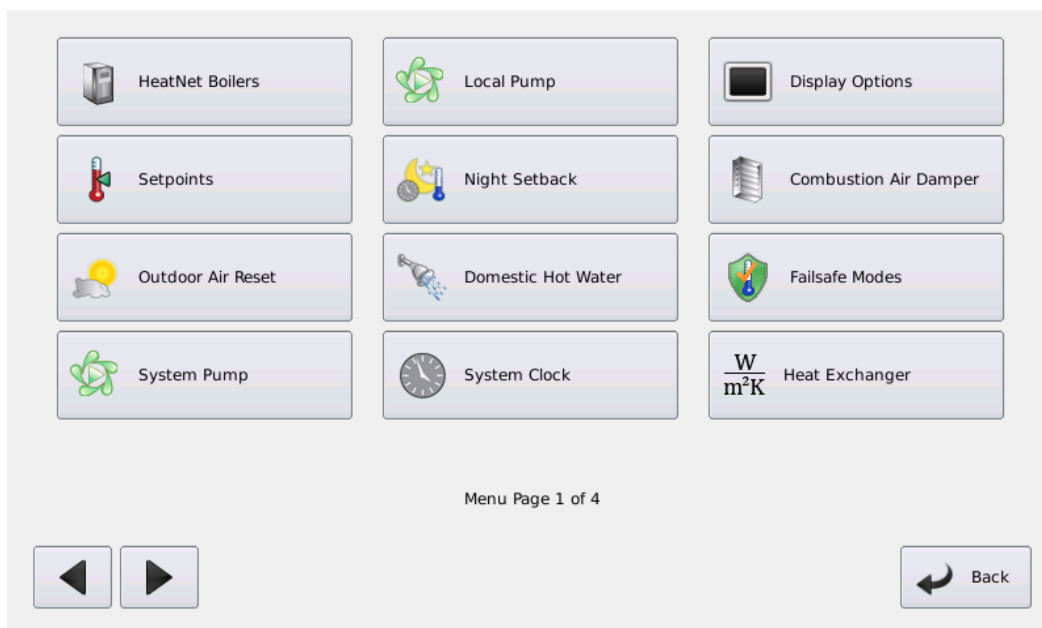 HeatNet Boilers
Local Pump
Display Options
Setpoints
Night Setback
Combustion Air Damper
Outdoor Air Reset
Domestic Hot Water
Failsafe Modes
System Pump
System Clock
W
m²K
Heat Exchanger
Menu Page 1 of 4
Back